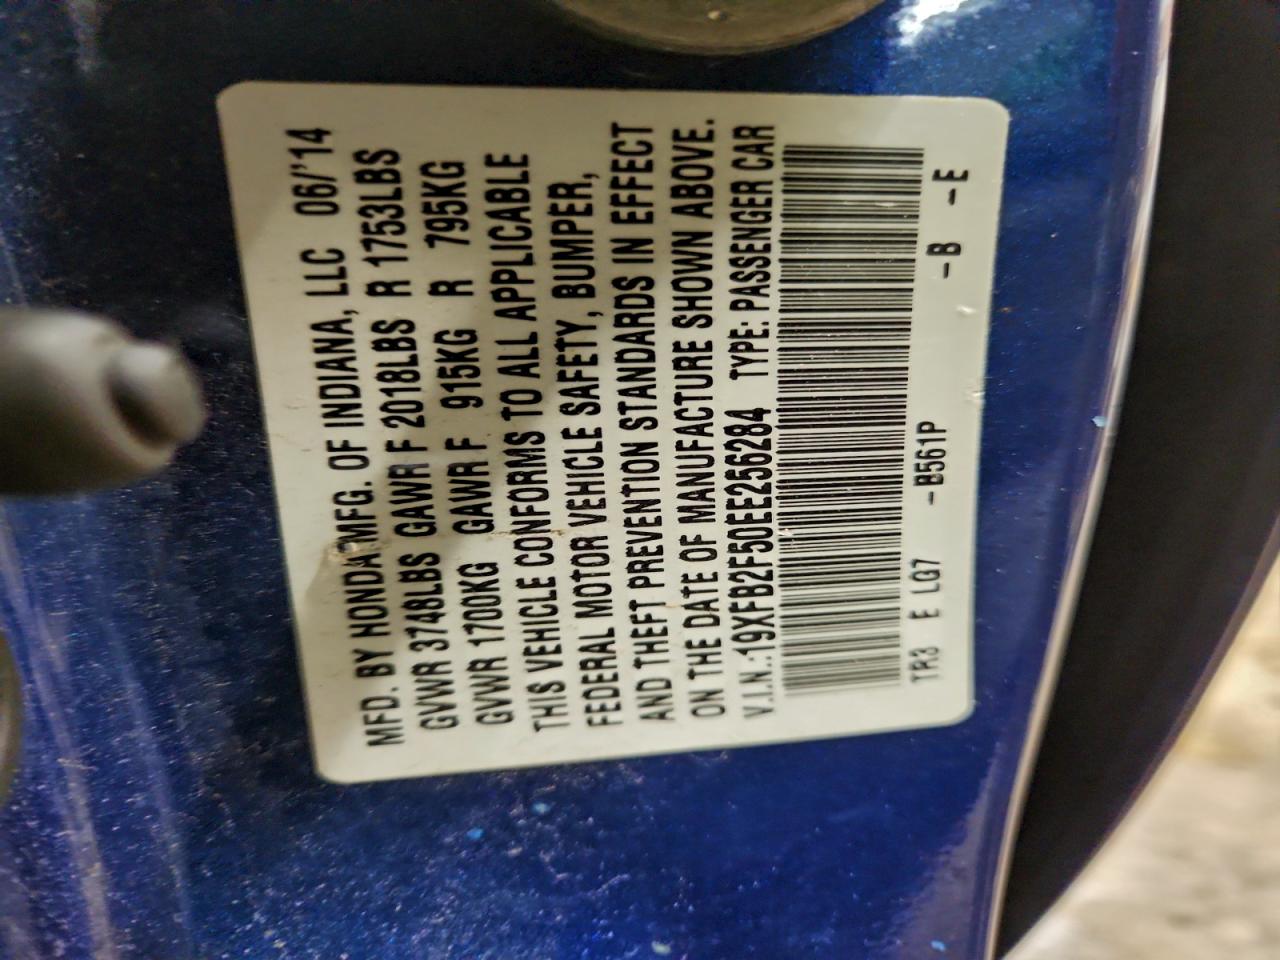 MFD. BY HONDA MFG. OF INDIANA, LLC 06/'14
GVWR 3748LBS GAWR F 2018LBS R 1753LBS
GVWR 1700KG GAWR F 915KG R 795KG
THIS VEHICLE CONFORMS TO ALL APPLICABLE
FEDERAL MOTOR VEHICLE SAFETY, BUMPER,
AND THEFT PREVENTION STANDARDS IN EFFECT
ON THE DATE OF MANUFACTURE SHOWN ABOVE.
V.I.N.:19XFB2F50EE256284 TYPE: PASSENGER CAR
TR3 E LG7 -B561P -B -E